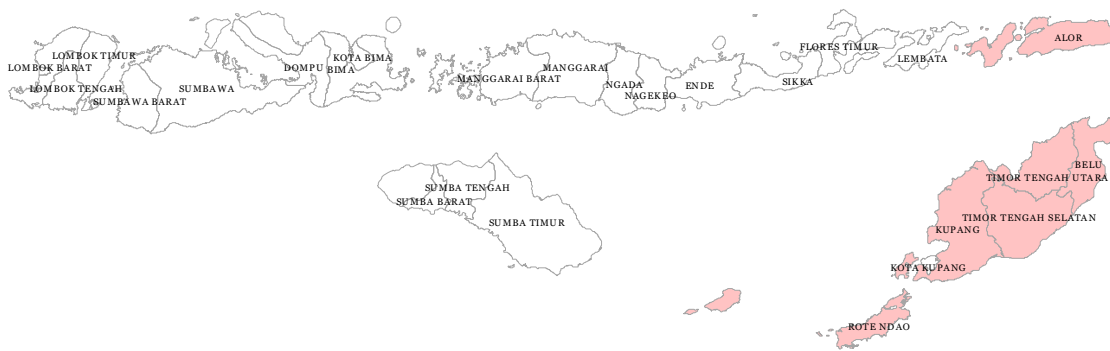 LOMBOK TIMUR
LOMBOK BARAT
LOMBOK TENGAH
SUMBAWA BARAT
SUMBAWA
DOMPU
BIMA
KOTA BIMA
MANGGARAI BARAT
MANGGARAI
NGADA
NAGEKEO
ENDE
SIKKA
FLORES TIMUR
LEMBATA
ALOR
SUMBA TENGAH
SUMBA BARAT
SUMBA TIMUR
BELU
TIMOR TENGAH UTARA
TIMOR TENGAH SELATAN
KUPANG
KOTA KUPANG
ROTE NDAO